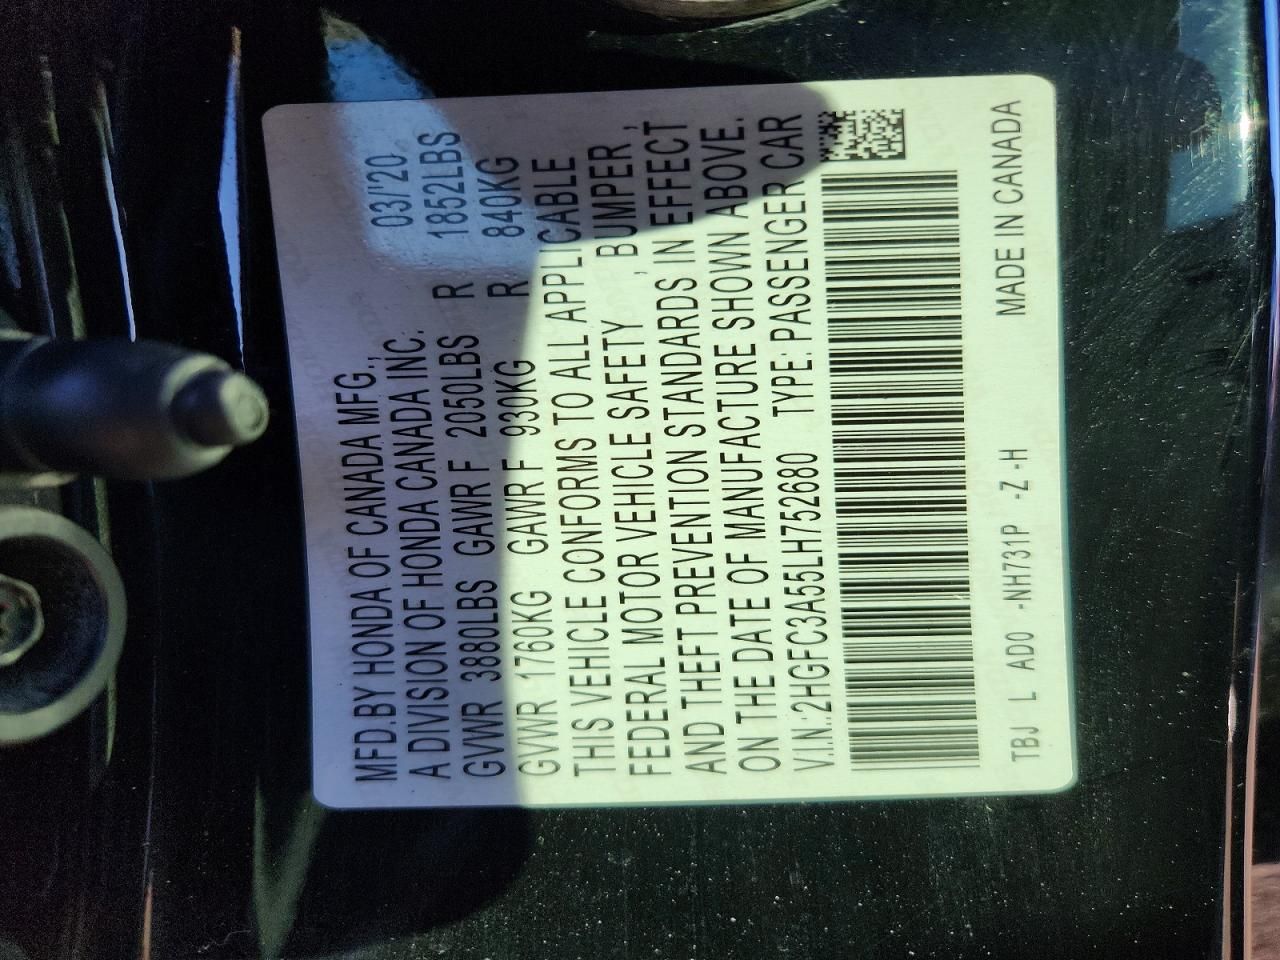 MFD.BY HONDA OF CANADA MFG., 03/'20
A DIVISION OF HONDA CANADA INC.
GVWR 3880LBS GAWR F 2050LBS R 1852LBS
GVWR 1760KG GAWR F 930KG R 840KG
THIS VEHICLE CONFORMS TO ALL APPLICABLE
FEDERAL MOTOR VEHICLE SAFETY , BUMPER ,
AND THEFT PREVENTION STANDARDS IN EFFECT
ON THE DATE OF MANUFACTURE SHOWN ABOVE.
V.I.N.:2HGFC3A55LH752680 TYPE: PASSENGER CAR
TBJ L AD0 -NH731P -Z -H MADE IN CANADA